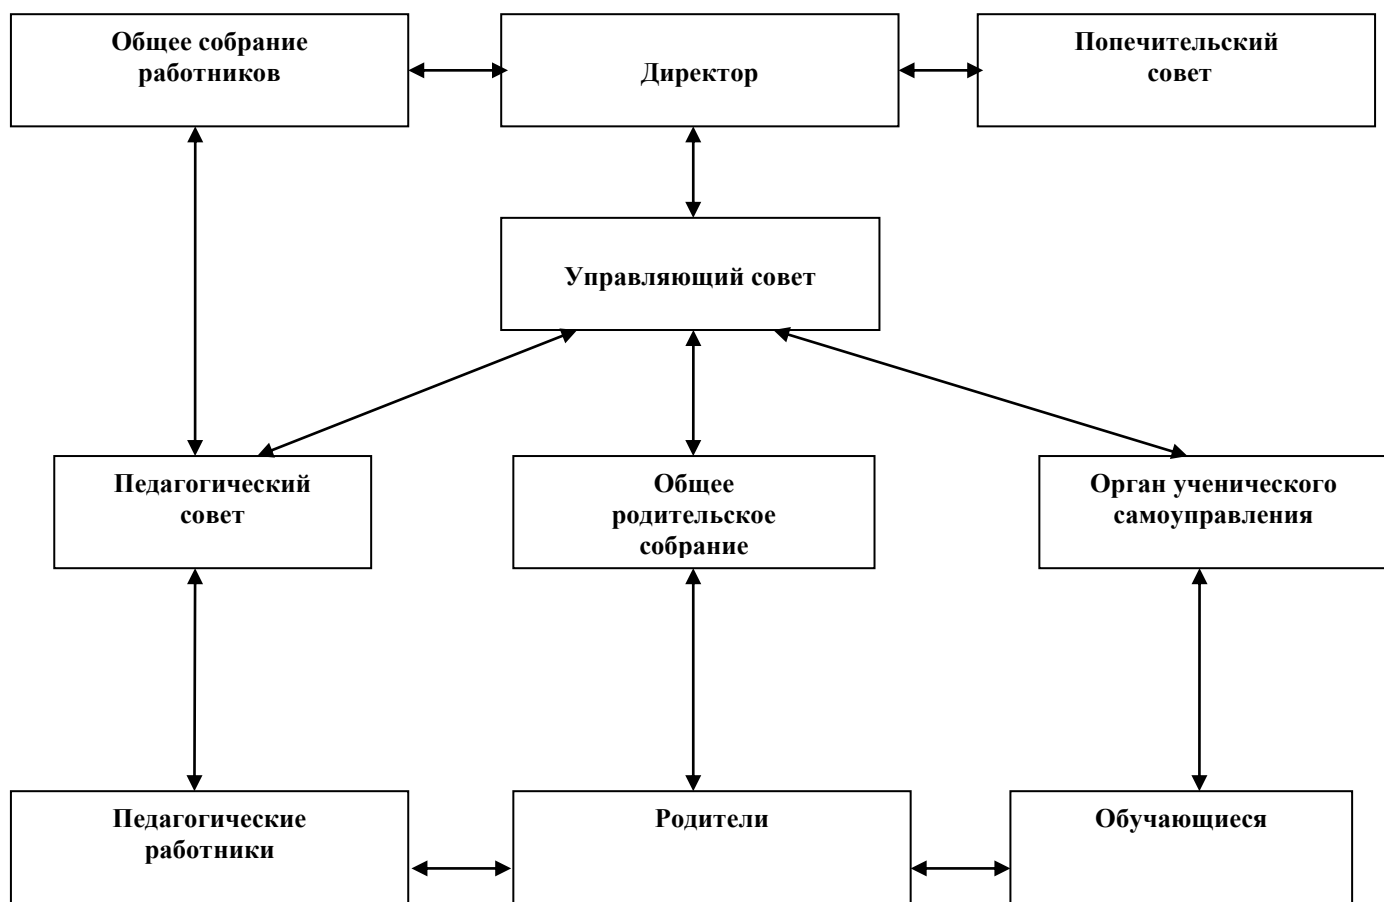 Общее собрание
работников
Директор
Попечительский
совет
Управляющий совет
Педагогический
совет
Общее
родительское
собрание
Орган ученического
самоуправления
Педагогические
работники
Родители
Обучающиеся